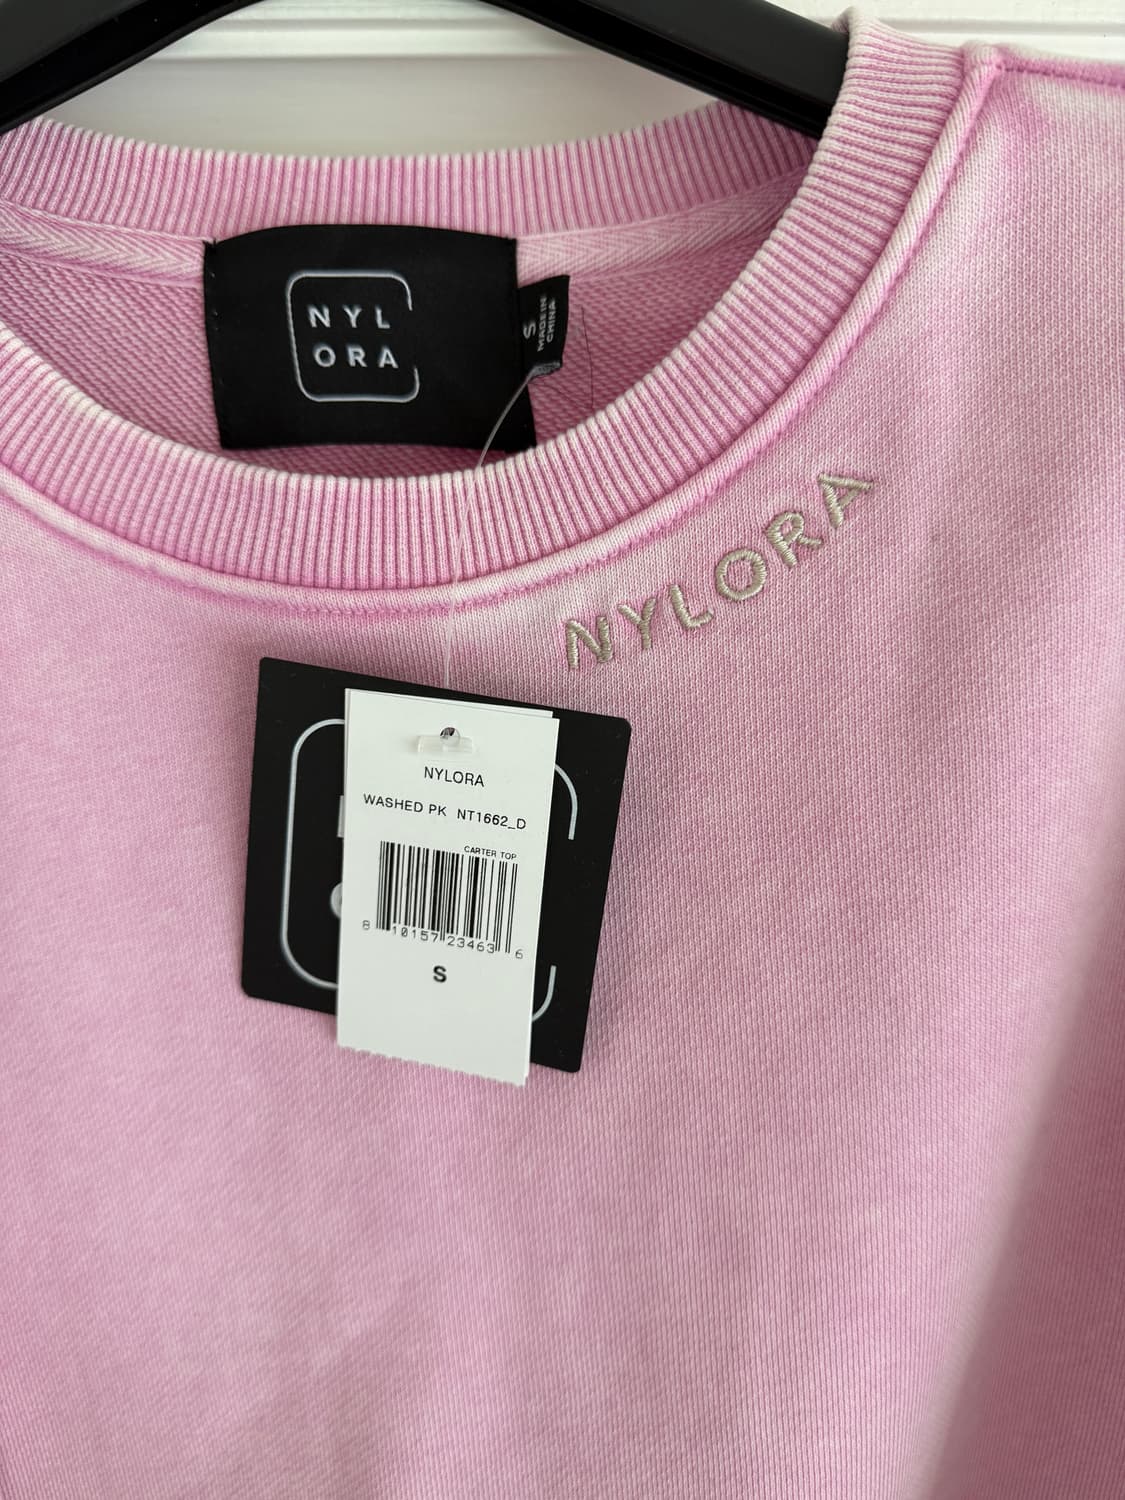 NYL
ORA
S
MADE IN
CHINA
NYLORA
NYLORA
WASHED PK NT1662_D
CARTER TOP
8 10157 23463 6
S